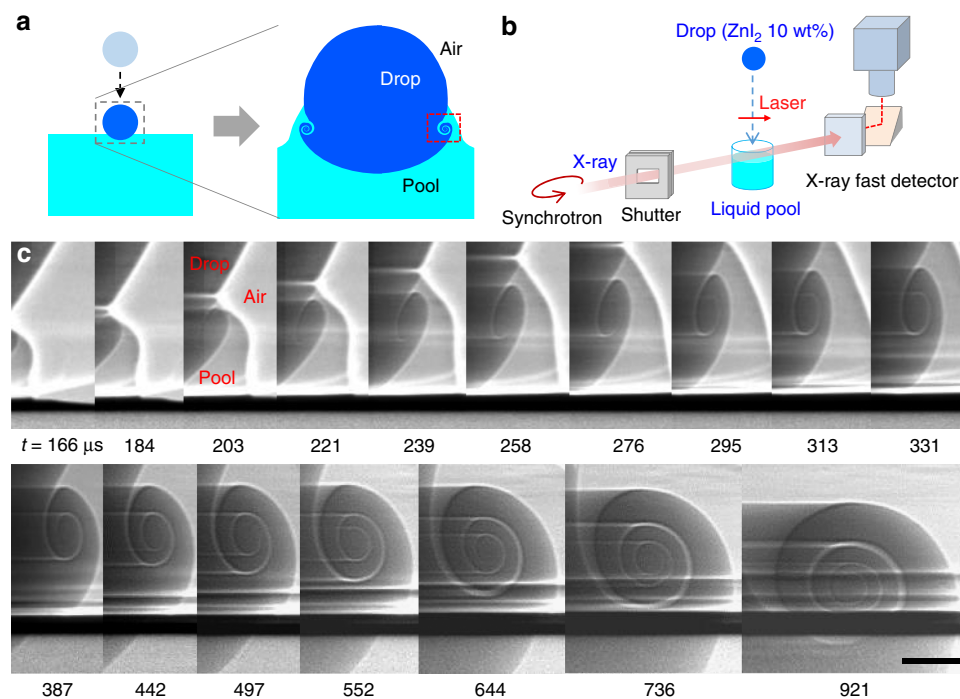 a
Air
Drop
Pool
b
Drop (ZnI₂ 10 wt%)
Laser
X-ray
X-ray fast detector
Synchrotron
Shutter
Liquid pool
c
Drop
Air
Pool
t = 166 μs 184 203 221 239 258 276 295 313 331
387 442 497 552 644 736 921